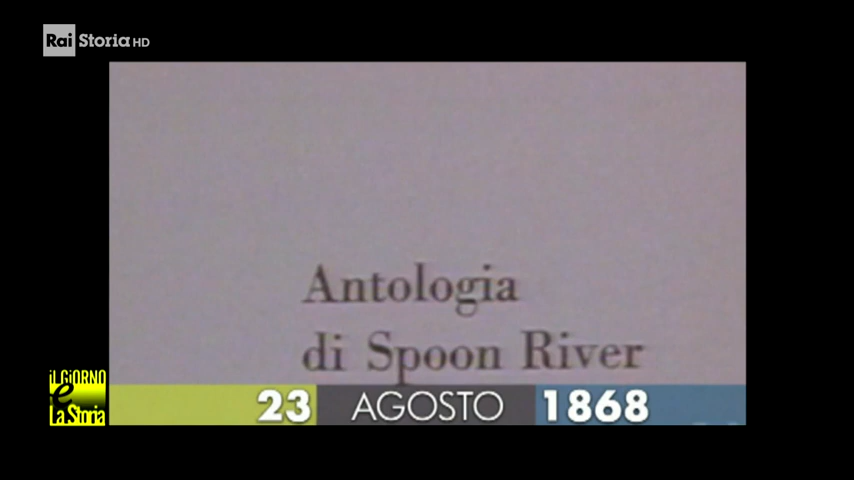 Rai Storia HD
Antologia
di Spoon River
iL GiORNO
e
La Storia
23 AGOSTO 1868